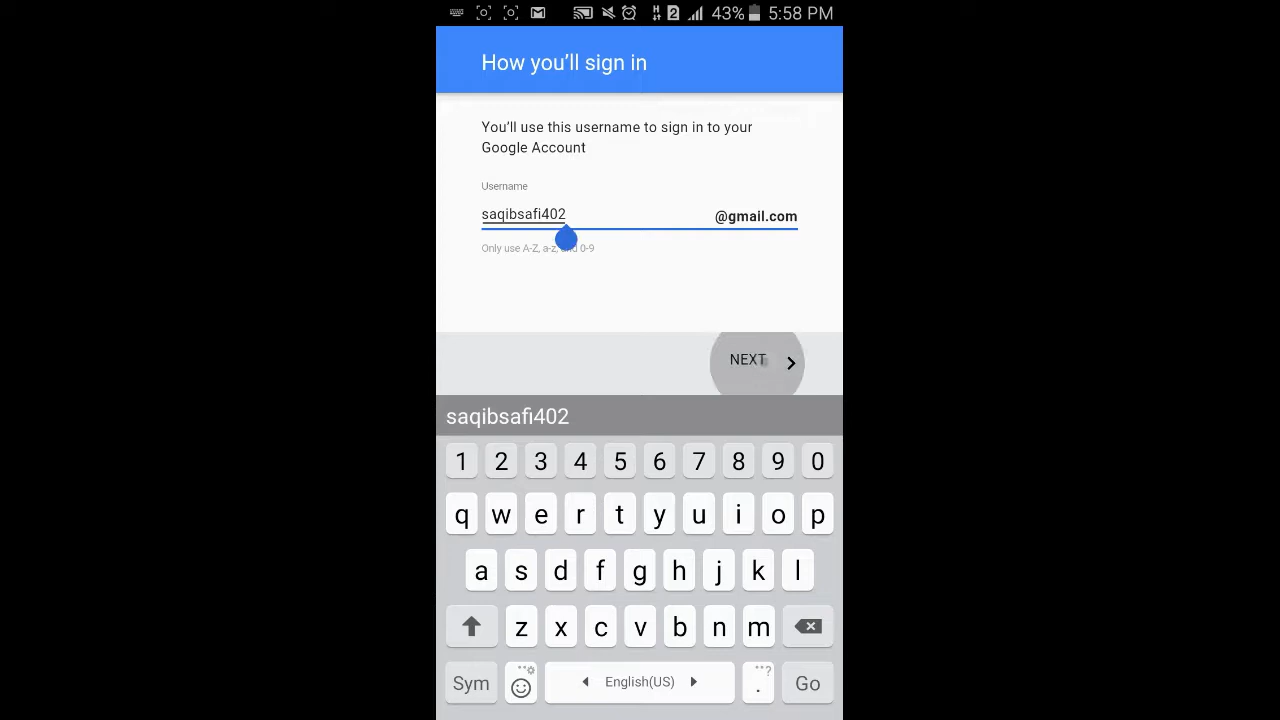 43% 5:58 PM
How you'll sign in
You'll use this username to sign in to your
Google Account
Username
saqibsafi402 @gmail.com
Only use A-Z, a-z, and 0-9
NEXT
saqibsafi402
1 2 3 4 5 6 7 8 9 0
q w e r t y u i o p
a s d f g h j k l
z x c v b n m
Sym English(US) . Go